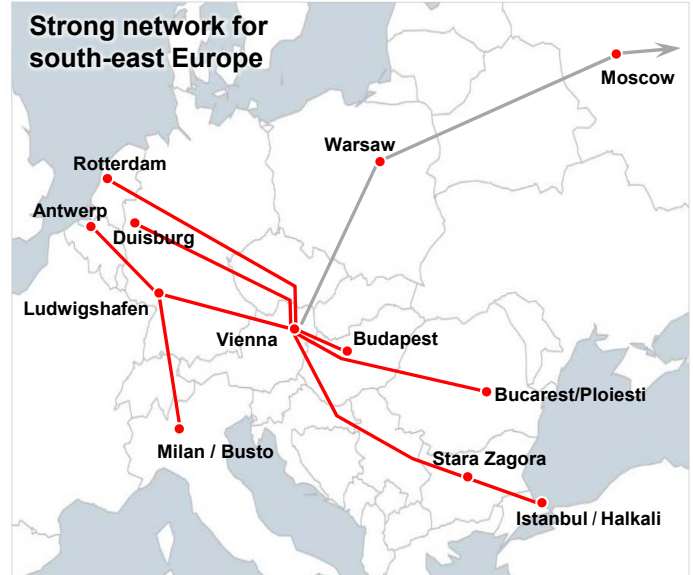 Strong network for
south-east Europe
Moscow
Warsaw
Rotterdam
Antwerp
Duisburg
Ludwigshafen
Vienna
Budapest
Bucarest/Ploiesti
Milan / Busto
Stara Zagora
Istanbul / Halkali